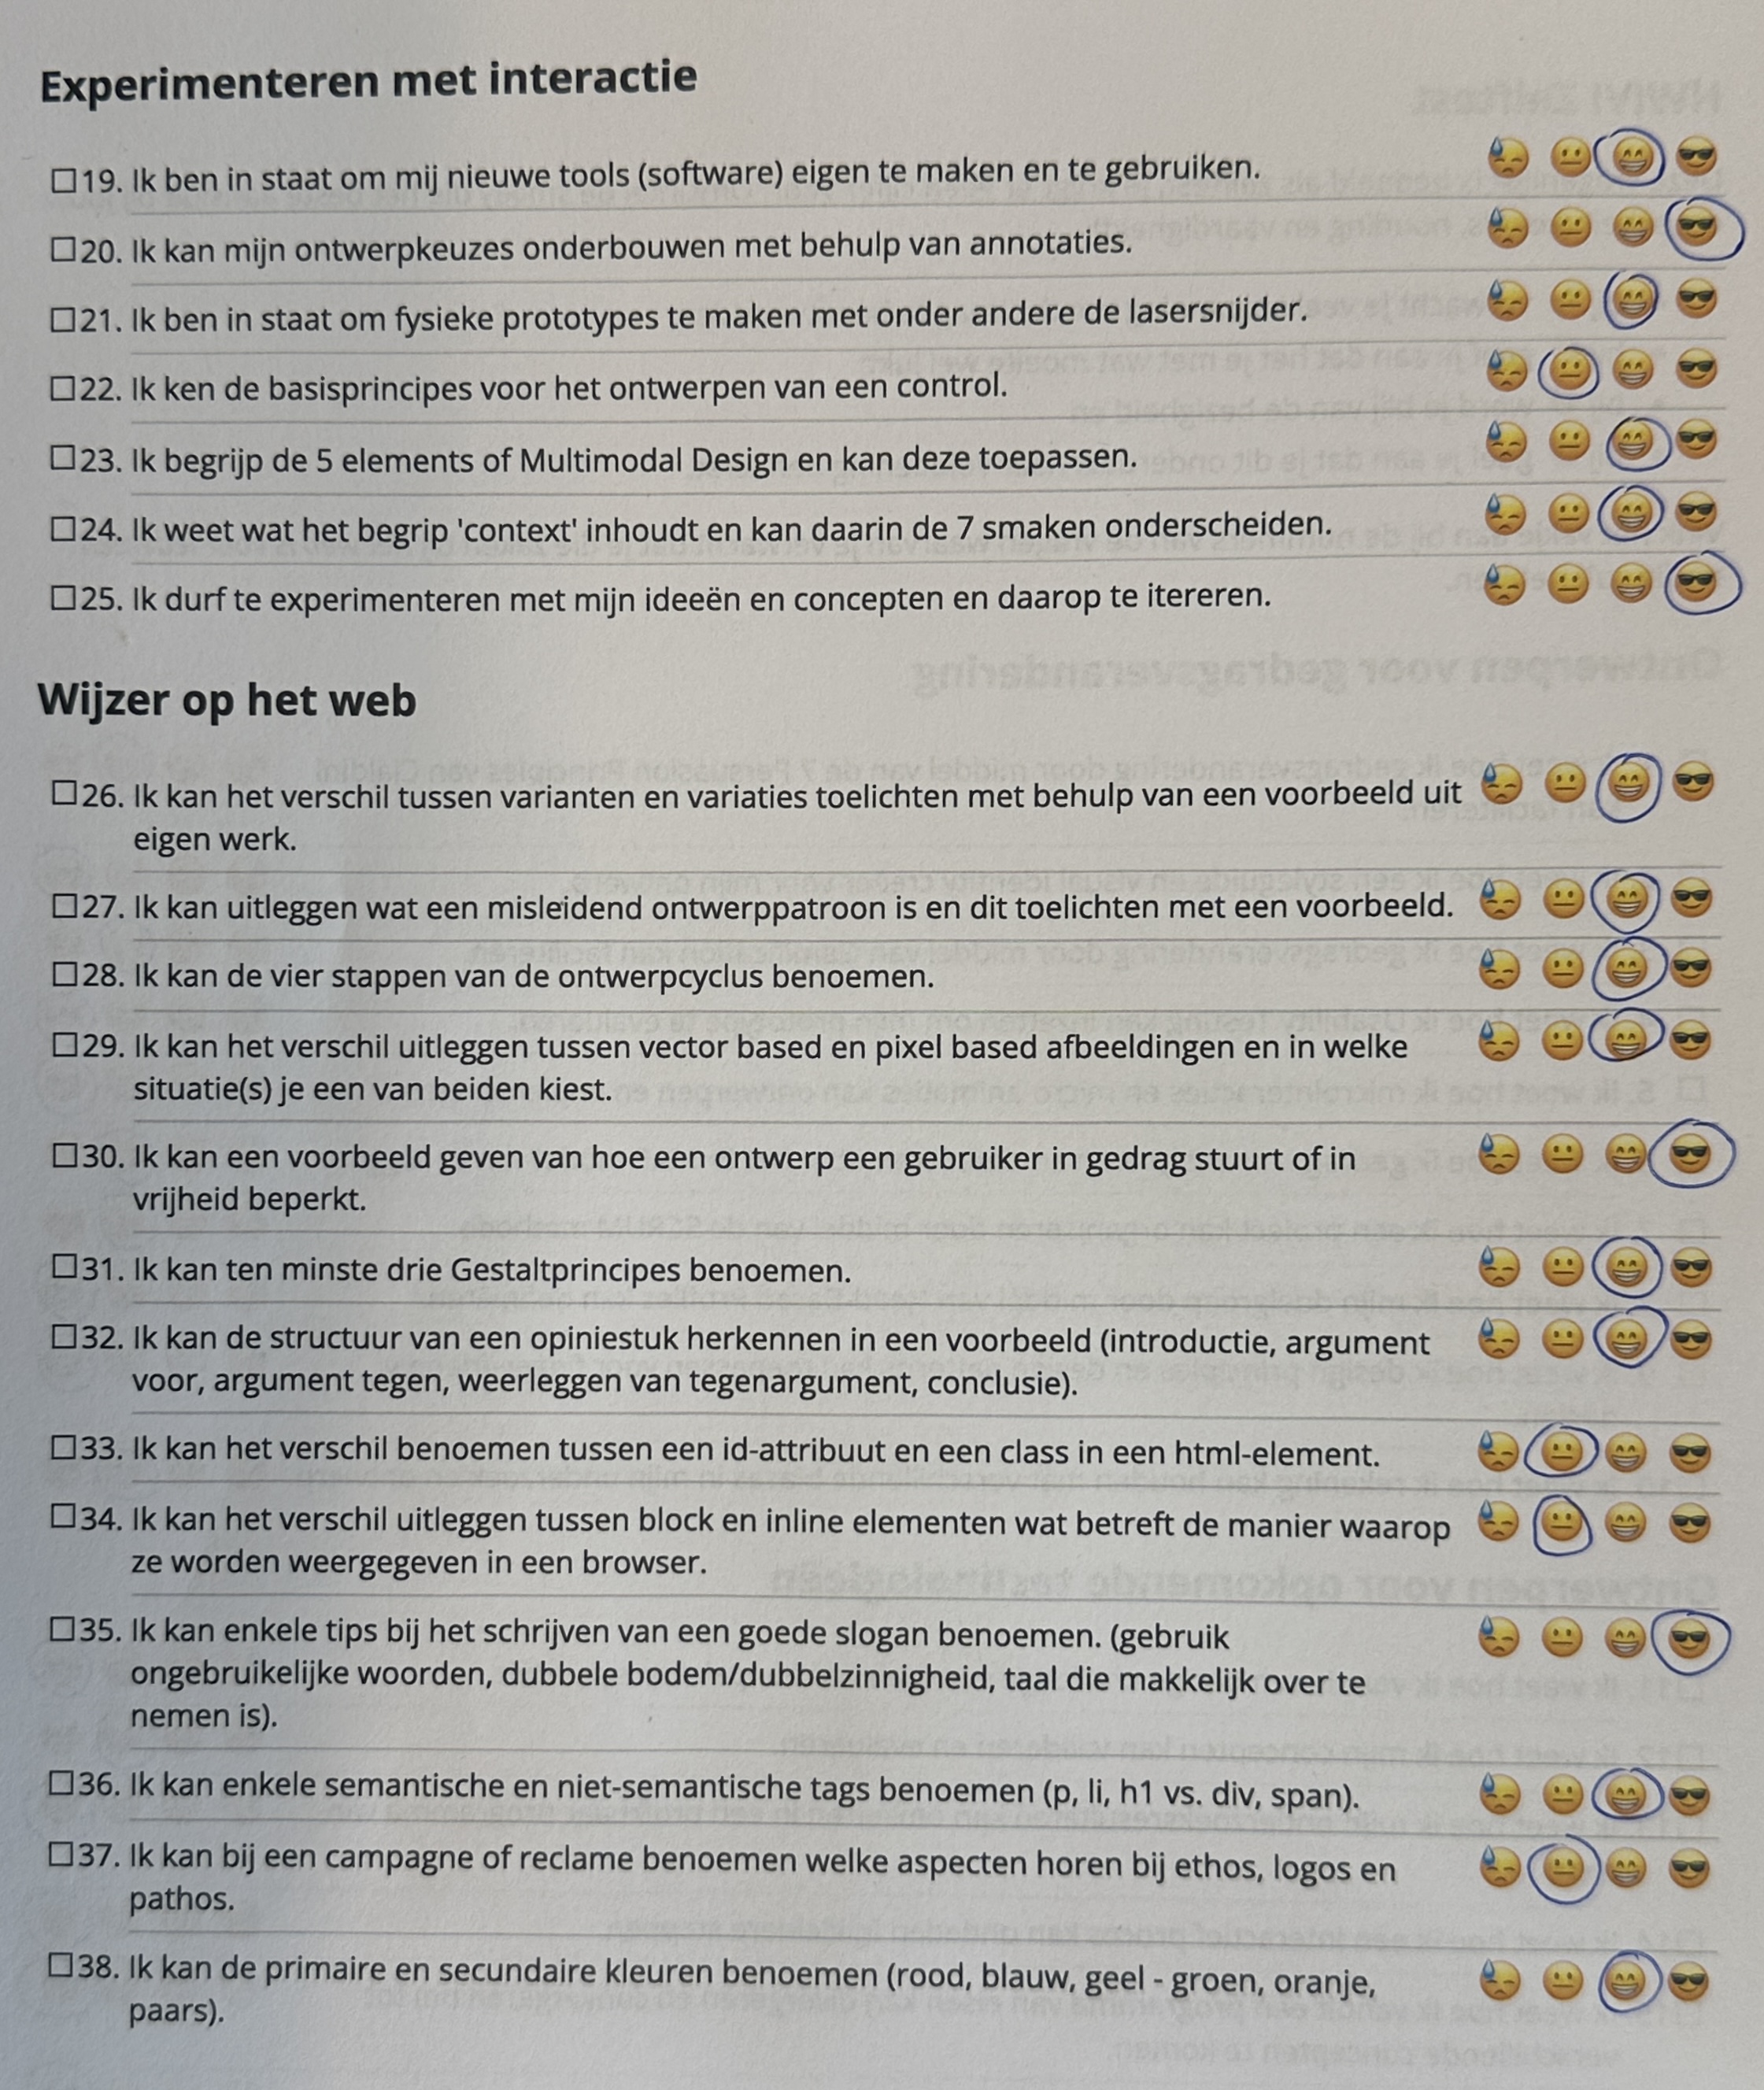 Experimenteren met interactie
19. Ik ben in staat om mij nieuwe tools (software) eigen te maken en te gebruiken.
20. Ik kan mijn ontwerpkeuzes onderbouwen met behulp van annotaties.
21. Ik ben in staat om fysieke prototypes te maken met onder andere de lasersnijder.
22. Ik ken de basisprincipes voor het ontwerpen van een control.
23. Ik begrijp de 5 elements of Multimodal Design en kan deze toepassen.
24. Ik weet wat het begrip 'context' inhoudt en kan daarin de 7 smaken onderscheiden.
25. Ik durf te experimenteren met mijn ideeën en concepten en daarop te itereren.
Wijzer op het web
26. Ik kan het verschil tussen varianten en variaties toelichten met behulp van een voorbeeld uit
eigen werk.
27. Ik kan uitleggen wat een misleidend ontwerppatroon is en dit toelichten met een voorbeeld.
28. Ik kan de vier stappen van de ontwerpcyclus benoemen.
29. Ik kan het verschil uitleggen tussen vector based en pixel based afbeeldingen en in welke
situatie(s) je een van beiden kiest.
30. Ik kan een voorbeeld geven van hoe een ontwerp een gebruiker in gedrag stuurt of in
vrijheid beperkt.
31. Ik kan ten minste drie Gestaltprincipes benoemen.
32. Ik kan de structuur van een opiniestuk herkennen in een voorbeeld (introductie, argument
voor, argument tegen, weerleggen van tegenargument, conclusie).
33. Ik kan het verschil benoemen tussen een id-attribuut en een class in een html-element.
34. Ik kan het verschil uitleggen tussen block en inline elementen wat betreft de manier waarop
ze worden weergegeven in een browser.
35. Ik kan enkele tips bij het schrijven van een goede slogan benoemen. (gebruik
ongebruikelijke woorden, dubbele bodem/dubbelzinnigheid, taal die makkelijk over te
nemen is).
36. Ik kan enkele semantische en niet-semantische tags benoemen (p, li, h1 vs. div, span).
37. Ik kan bij een campagne of reclame benoemen welke aspecten horen bij ethos, logos en
pathos.
38. Ik kan de primaire en secundaire kleuren benoemen (rood, blauw, geel - groen, oranje,
paars).